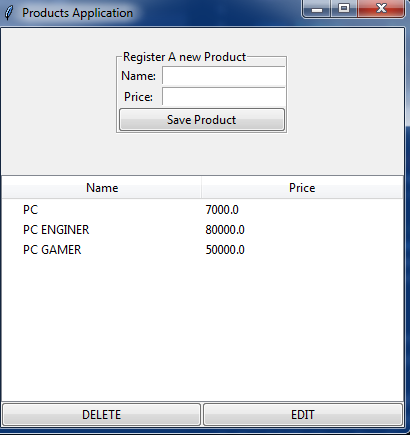 Products Application
Register A new Product
Name:
Price:
Save Product
Name Price
PC 7000.0
PC ENGINER 80000.0
PC GAMER 50000.0
DELETE EDIT